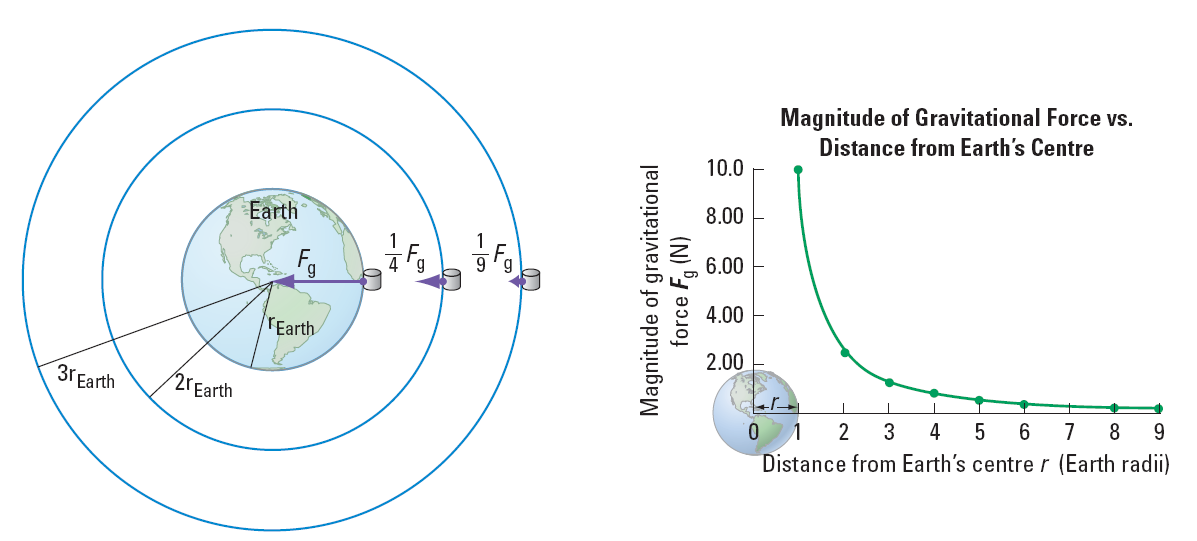 Earth
F_g
1/4 F_g
1/9 F_g
r_Earth
2r_Earth
3r_Earth
Magnitude of Gravitational Force vs.
Distance from Earth's Centre
Magnitude of gravitational
force F_g (N)
10.0
8.00
6.00
4.00
2.00
r
0 1 2 3 4 5 6 7 8 9
Distance from Earth's centre r (Earth radii)